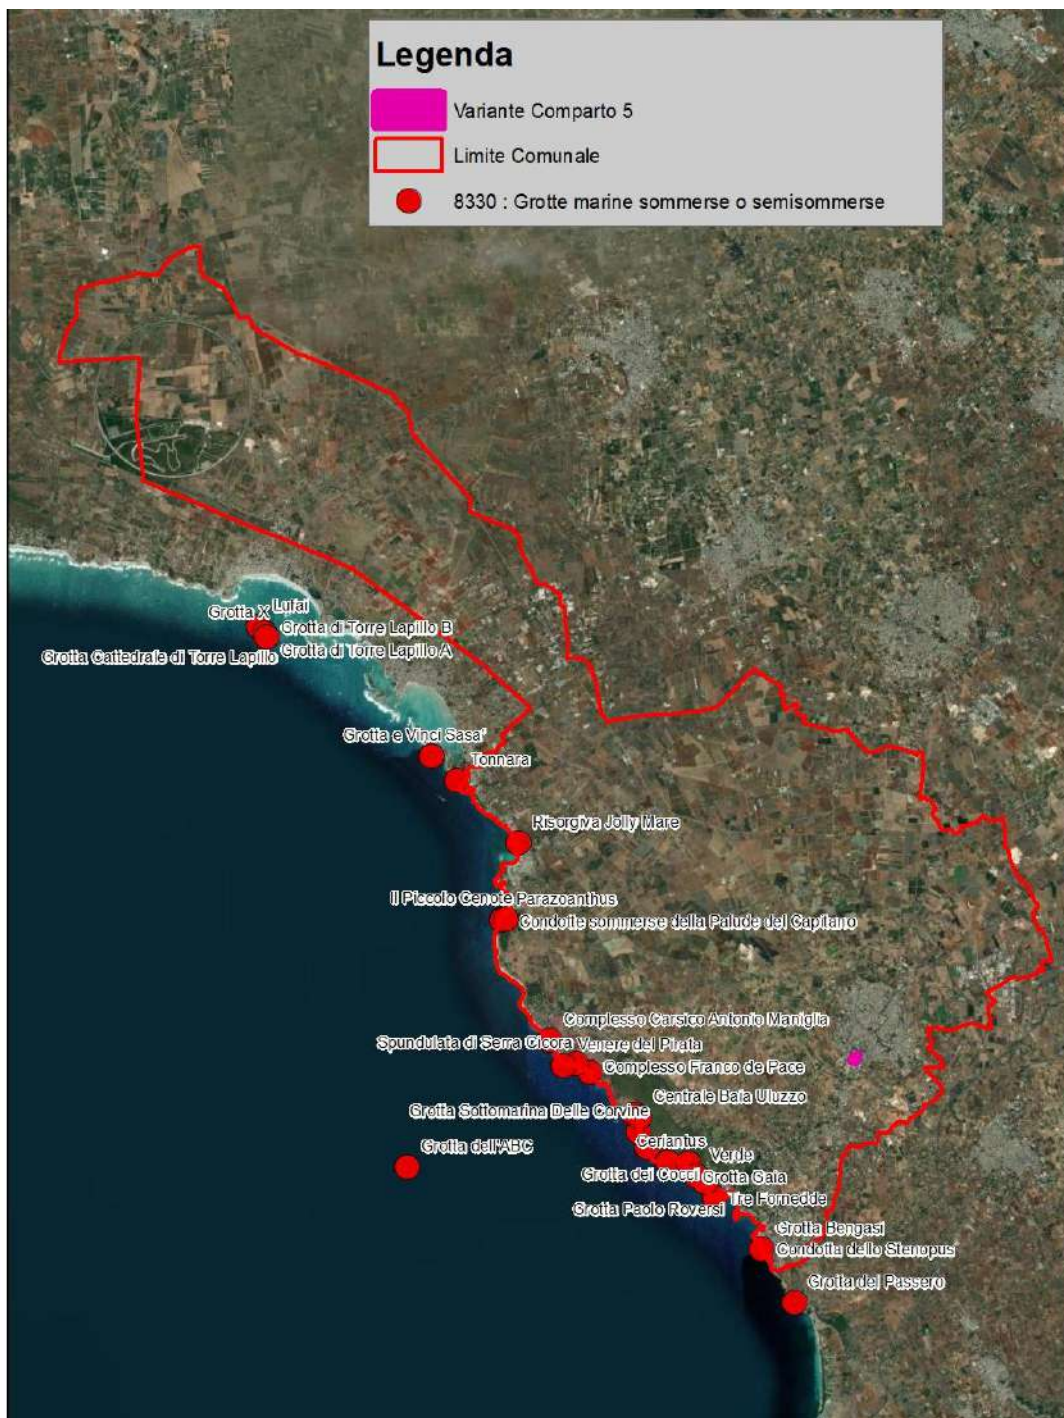 Legenda
Variante Comparto 5
Limite Comunale
8330 : Grotte marine sommerse o semisommerse
Grotta X
Lufai
Grotta di Torre Lapillo B
Grotta di Torre Lapillo A
Grotta Cattedrale di Torre Lapillo
Grotta e Vinci Sasa'
Tonnara
Risorgiva Jolly Mare
Il Piccolo Cenote
Parazoanthus
Condotte sommerse della Palude del Capitano
Complesso Carsico Antonio Maniglia
Spundulata di Serra Cicora
Venere del Pirata
Complesso Franco de Pace
Centrale Baia Uluzzo
Grotta Sottomarina Delle Corvine
Grotta dell'ABC
Ceriantus
Verde
Grotta dei Cocci
Grotta Gaia
Tre Fornedde
Grotta Paolo Roversi
Grotta Bengasi
Condotta dello Stenopus
Grotta del Passero